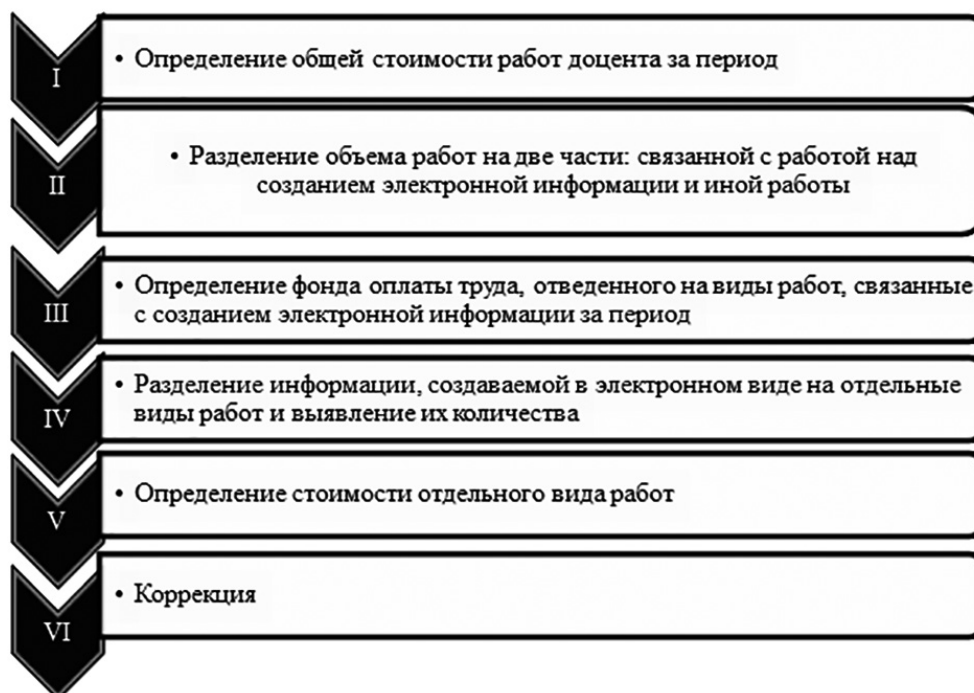 I
• Определение общей стоимости работ доцента за период
II
• Разделение объема работ на две части: связанной с работой над
созданием электронной информации и иной работы
III
• Определение фонда оплаты труда, отведенного на виды работ, связанные
с созданием электронной информации за период
IV
• Разделение информации, создаваемой в электронном виде на отдельные
виды работ и выявление их количества
V
• Определение стоимости отдельного вида работ
VI
• Коррекция